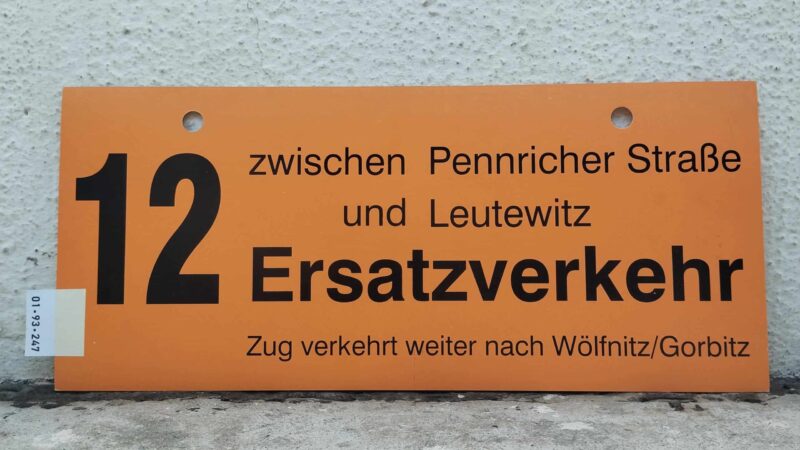 12
zwischen Pennricher Straße
und Leutewitz
Ersatzverkehr
Zug verkehrt weiter nach Wölfnitz/Gorbitz
01•93•247